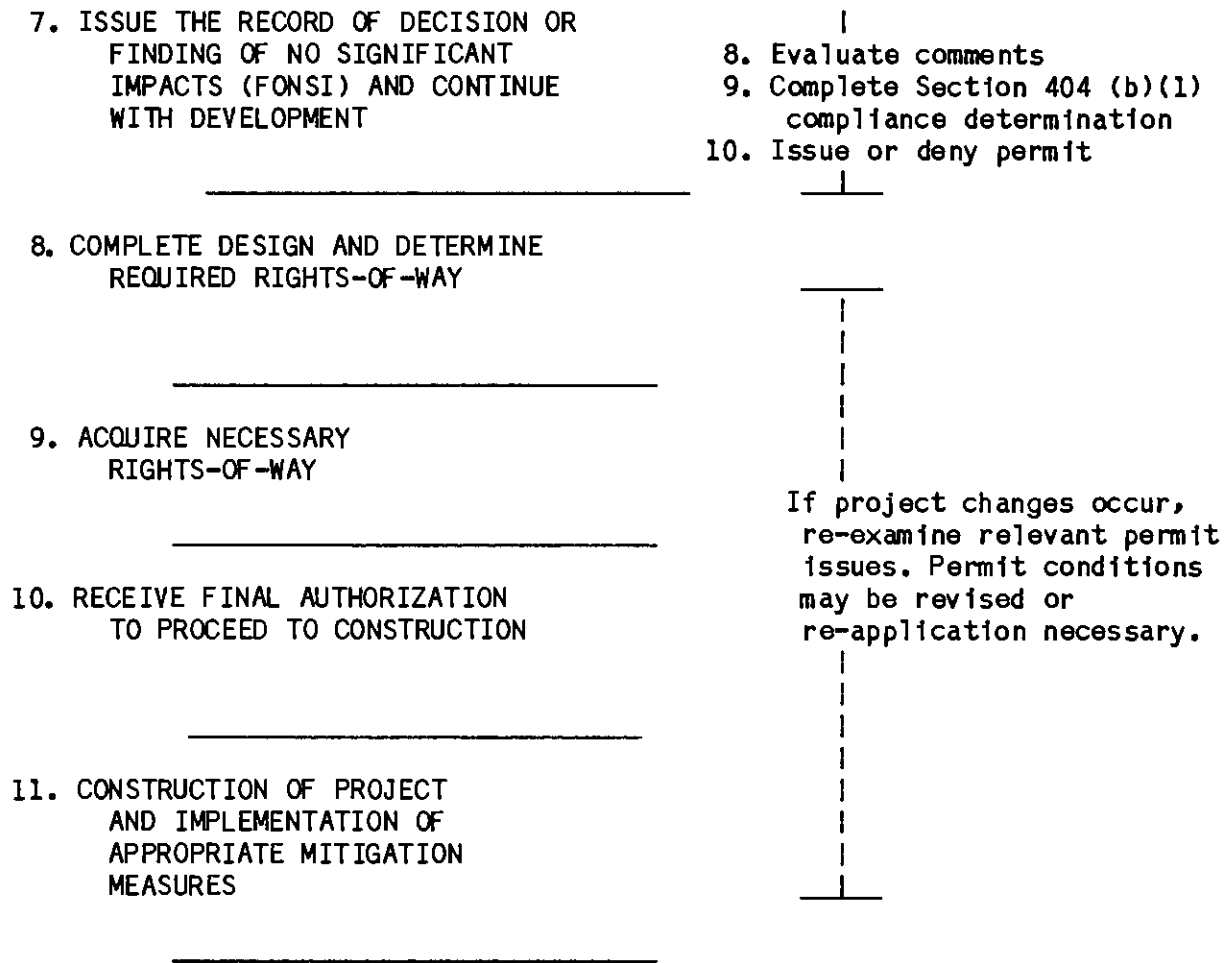 7. ISSUE THE RECORD OF DECISION OR
FINDING OF NO SIGNIFICANT
IMPACTS (FONSI) AND CONTINUE
WITH DEVELOPMENT
8. Evaluate comments
9. Complete Section 404 (b)(1)
compliance determination
10. Issue or deny permit
8. COMPLETE DESIGN AND DETERMINE
REQUIRED RIGHTS-OF-WAY
9. ACQUIRE NECESSARY
RIGHTS-OF-WAY
If project changes occur,
re-examine relevant permit
issues. Permit conditions
may be revised or
re-application necessary.
10. RECEIVE FINAL AUTHORIZATION
TO PROCEED TO CONSTRUCTION
11. CONSTRUCTION OF PROJECT
AND IMPLEMENTATION OF
APPROPRIATE MITIGATION
MEASURES